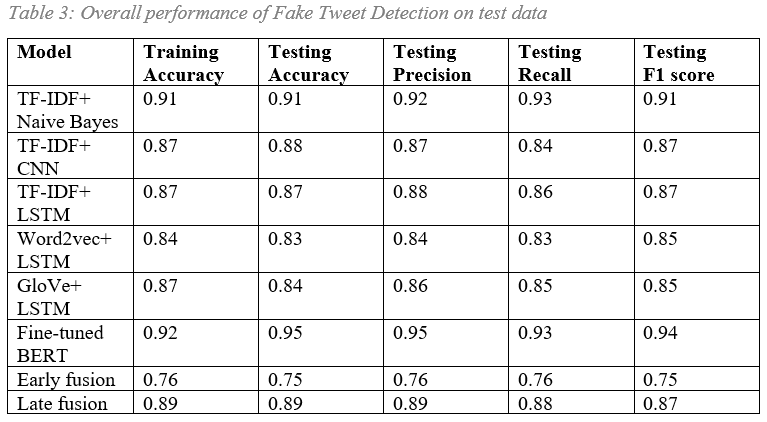 Table 3: Overall performance of Fake Tweet Detection on test data
Model Training Accuracy Testing Accuracy Testing Precision Testing Recall Testing F1 score
TF-IDF+ Naive Bayes 0.91 0.91 0.92 0.93 0.91
TF-IDF+ CNN 0.87 0.88 0.87 0.84 0.87
TF-IDF+ LSTM 0.87 0.87 0.88 0.86 0.87
Word2vec+ LSTM 0.84 0.83 0.84 0.83 0.85
GloVe+ LSTM 0.87 0.84 0.86 0.85 0.85
Fine-tuned BERT 0.92 0.95 0.95 0.93 0.94
Early fusion 0.76 0.75 0.76 0.76 0.75
Late fusion 0.89 0.89 0.89 0.88 0.87